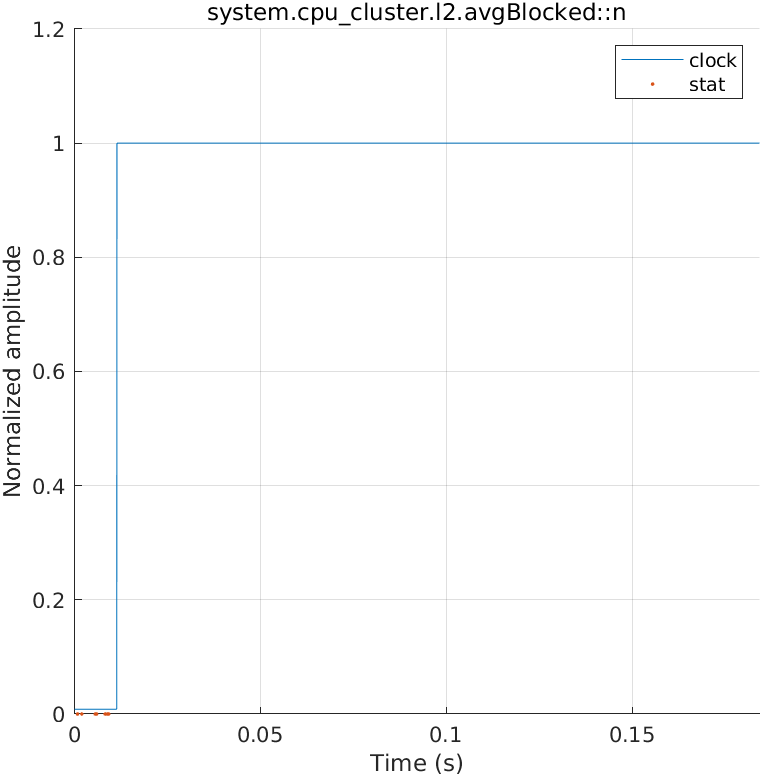 system.cpu_cluster.l2.avgBlocked::n
clock
stat
1.2
1
0.8
0.6
0.4
0.2
0
Normalized amplitude
0
0.05
0.1
0.15
Time (s)